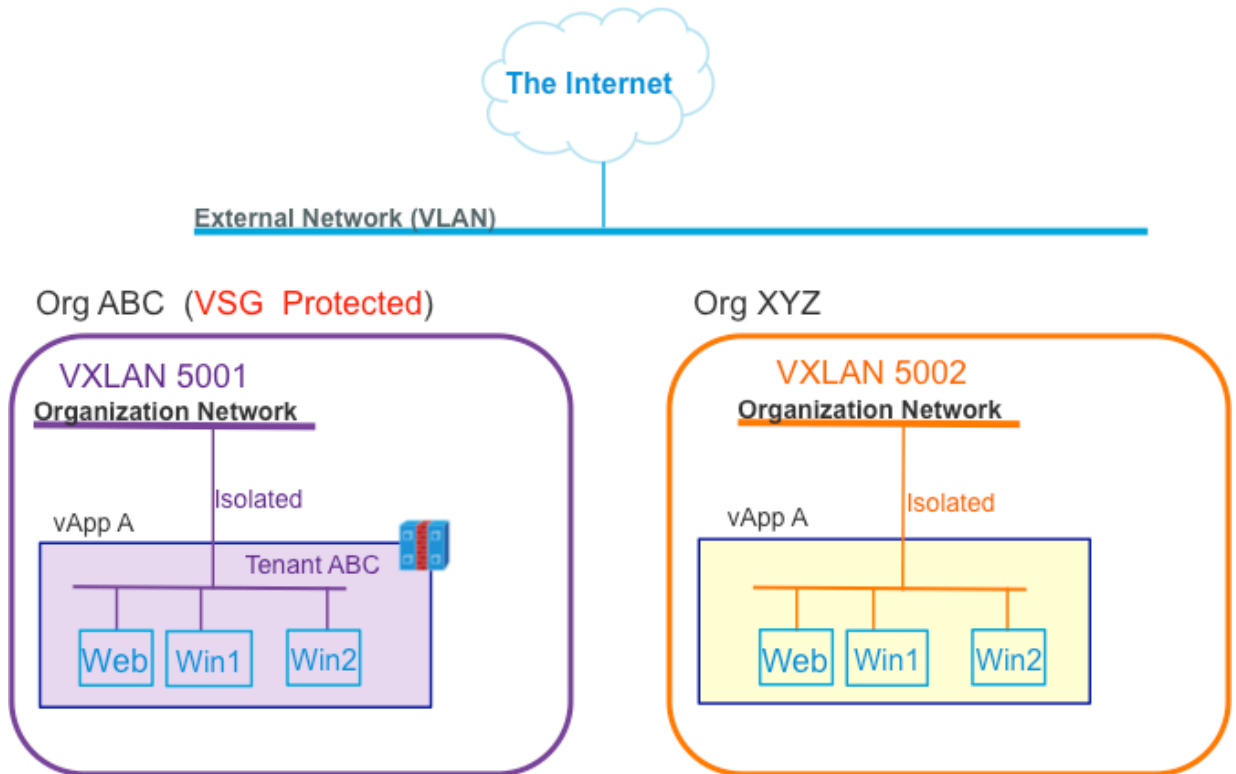 The Internet
External Network (VLAN)
Org ABC (VSG Protected)
Org XYZ
VXLAN 5001
Organization Network
Isolated
vApp A
Tenant ABC
Web
Win1
Win2
VXLAN 5002
Organization Network
Isolated
vApp A
Web
Win1
Win2